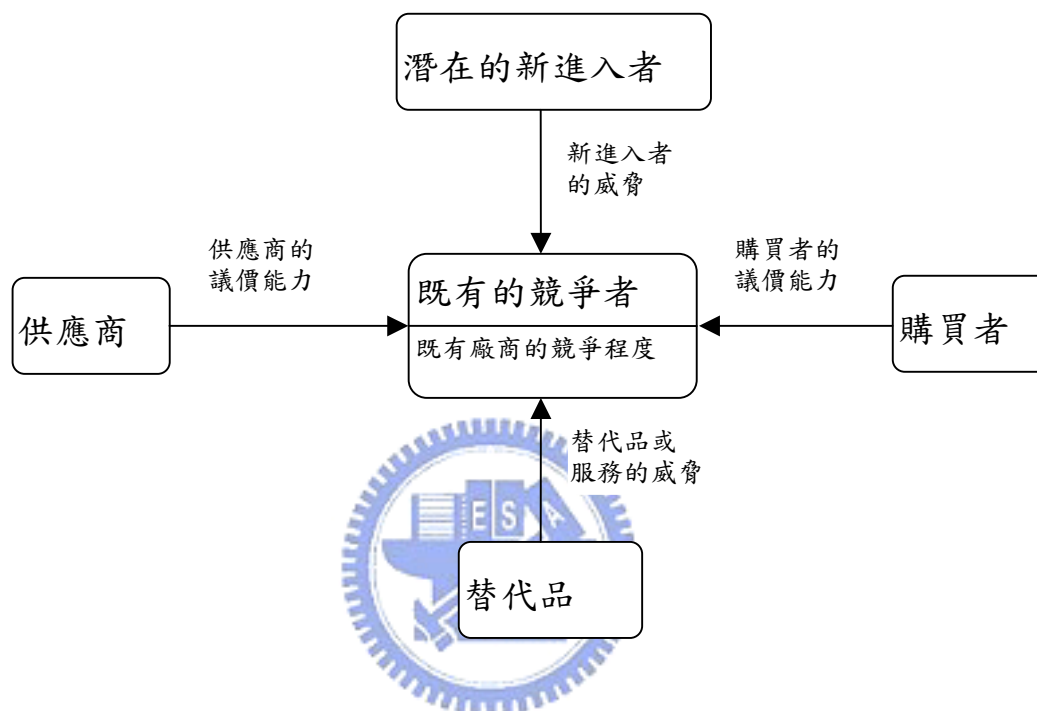 潛在的新進入者
新進入者
的威脅
供應商的
議價能力
購買者的
議價能力
供應商
既有的競爭者
既有廠商的競爭程度
購買者
替代品或
服務的威脅
ESA
替代品